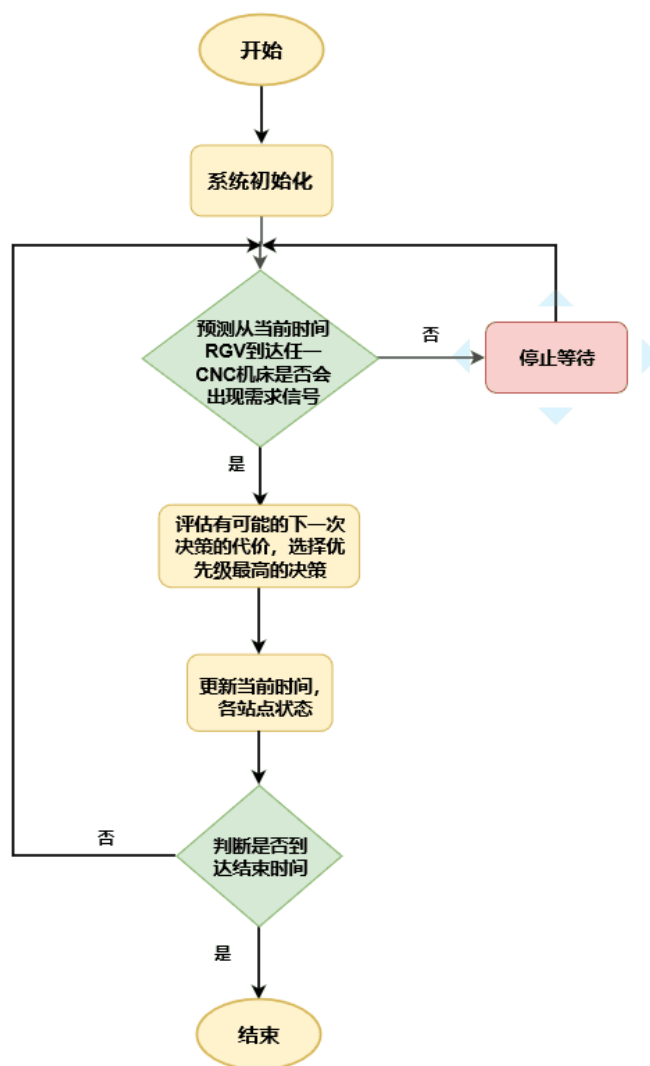 开始
系统初始化
预测从当前时间
RGV到达任一
CNC机床是否会
出现需求信号
否
停止等待
是
评估有可能的下一次
决策的代价，选择优
先级最高的决策
更新当前时间，
各站点状态
否
判断是否到
达结束时间
是
结束